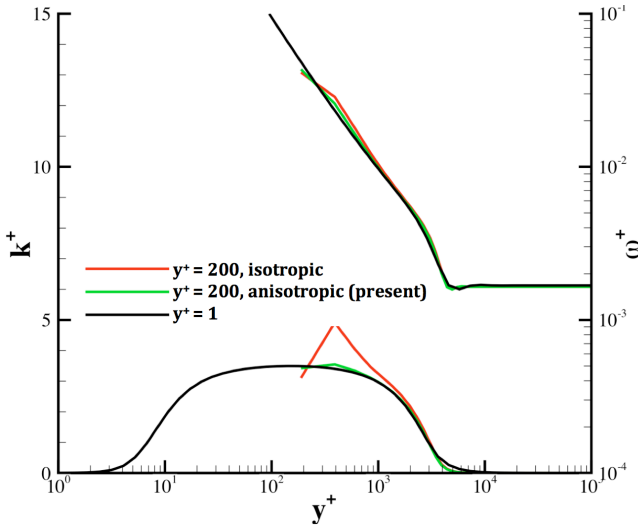 15
10
5
0
k⁺
10⁻¹
10⁻²
10⁻³
10⁻⁴
ω⁺
y⁺ = 200, isotropic
y⁺ = 200, anisotropic (present)
y⁺ = 1
10⁰ 10¹ 10² 10³ 10⁴
y⁺